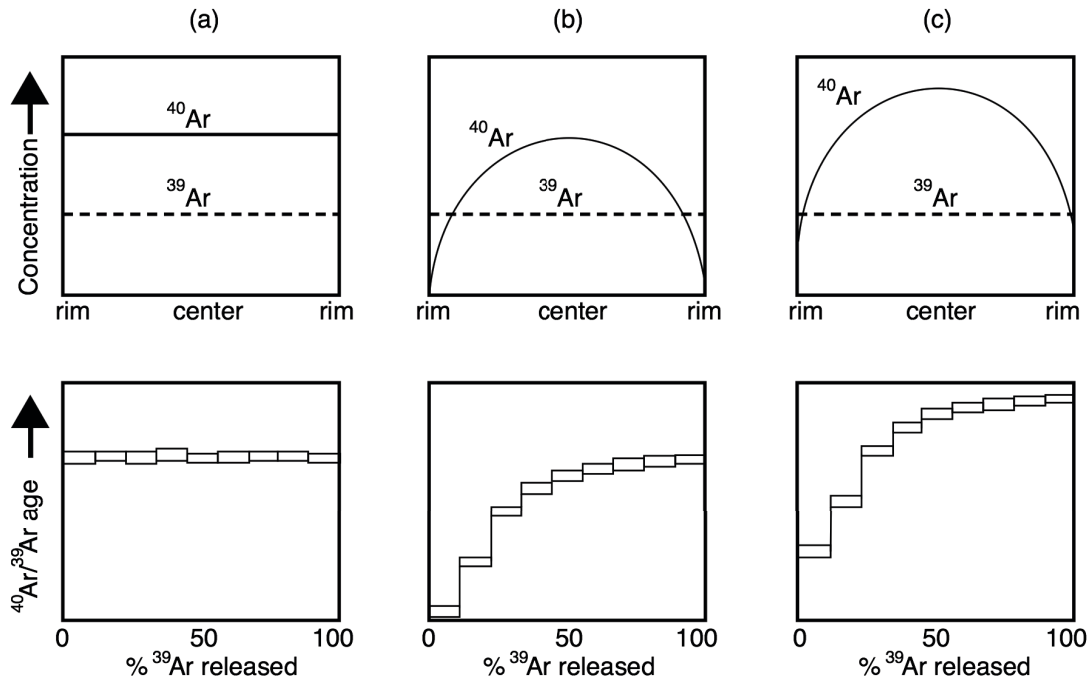 (a) (b) (c)
Concentration
⁴⁰Ar
³⁹Ar
⁴⁰Ar
³⁹Ar
⁴⁰Ar
³⁹Ar
rim center rim
rim center rim
rim center rim
⁴⁰Ar/³⁹Ar age
0 50 100
0 50 100
0 50 100
% ³⁹Ar released
% ³⁹Ar released
% ³⁹Ar released